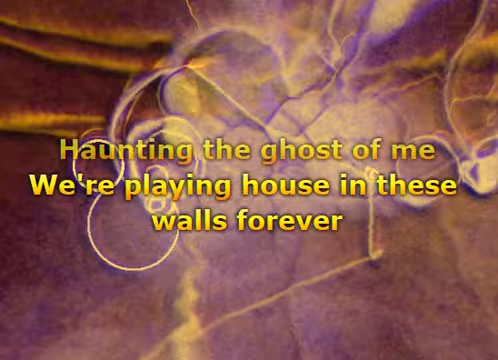 Haunting the ghost of me
We're playing house in these
walls forever